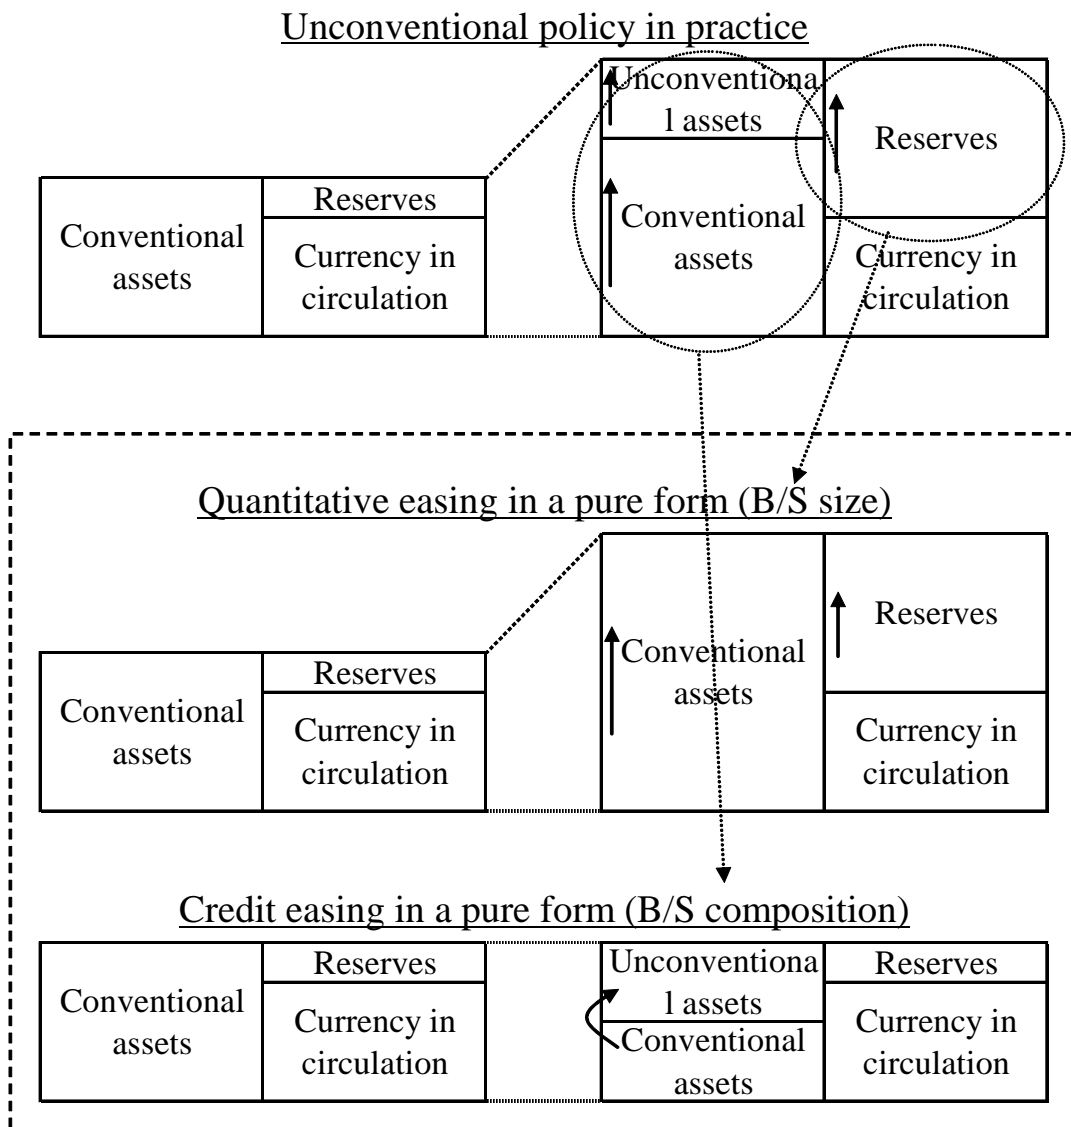 Unconventional policy in practice
Conventional
assets
Reserves
Currency in
circulation
Unconventiona
l assets
Conventional
assets
Reserves
Currency in
circulation
Quantitative easing in a pure form (B/S size)
Conventional
assets
Reserves
Currency in
circulation
Conventional
assets
Reserves
Currency in
circulation
Credit easing in a pure form (B/S composition)
Conventional
assets
Reserves
Currency in
circulation
Unconventiona
l assets
Conventional
assets
Reserves
Currency in
circulation